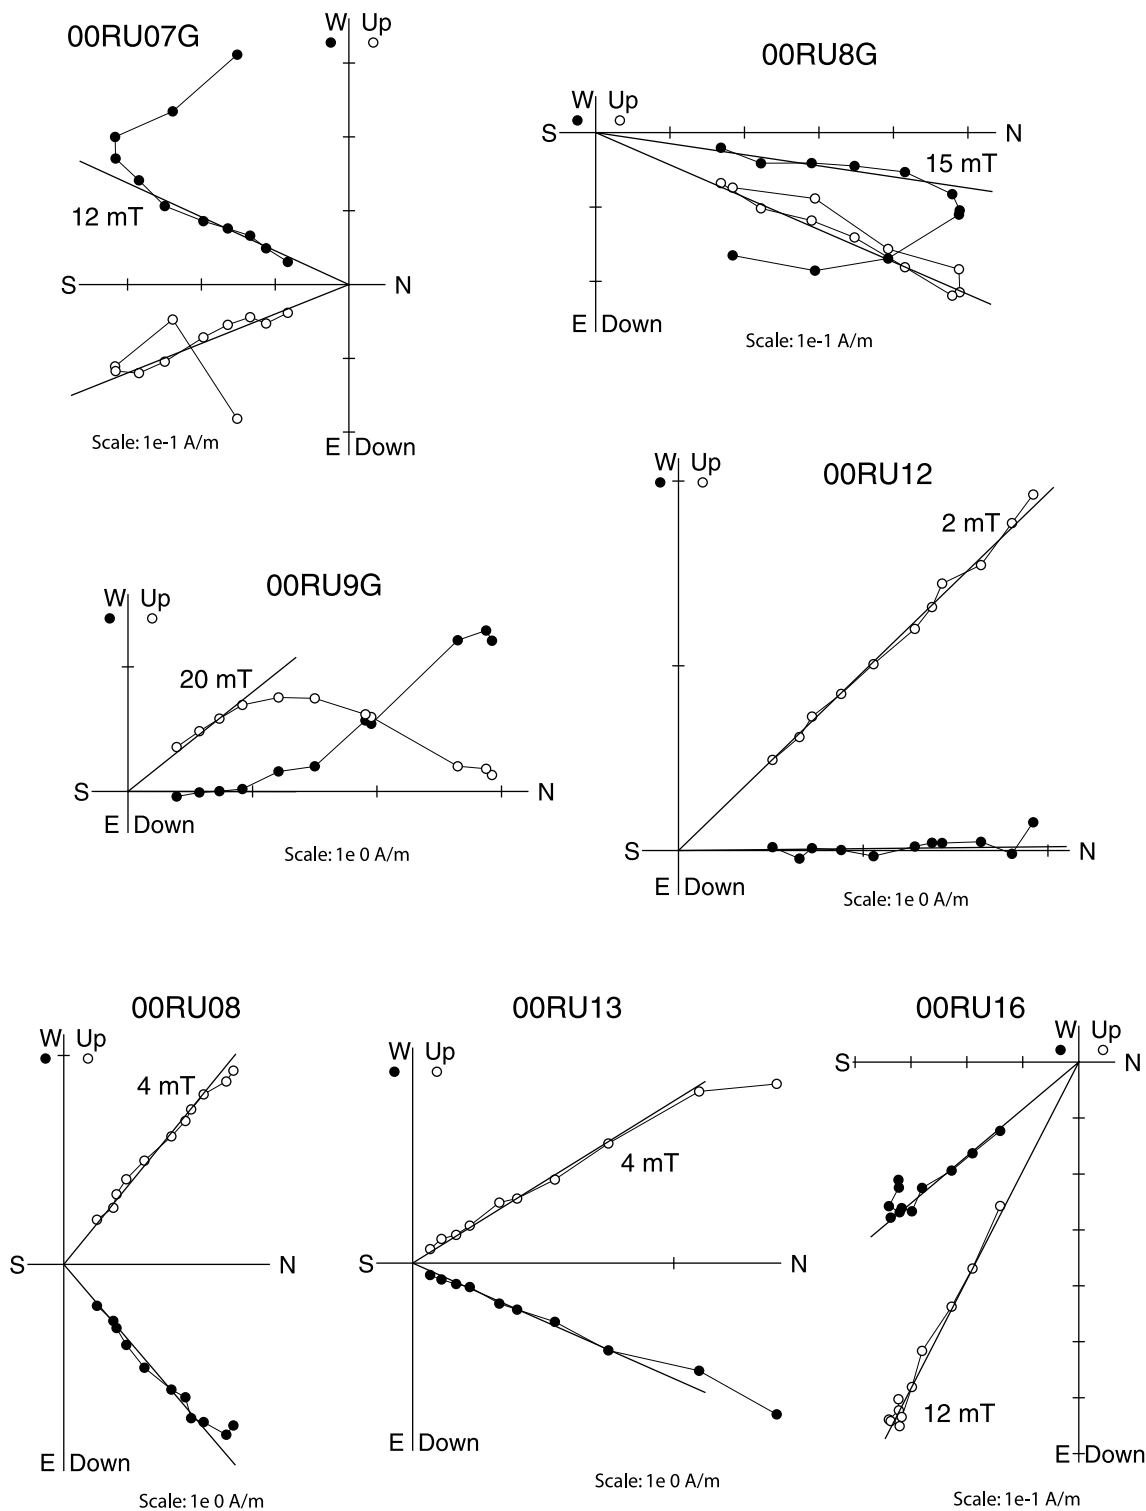 00RU07G
W Up
12 mT
S N
Scale: 1e-1 A/m
E Down
00RU8G
W Up
S N
15 mT
E Down
Scale: 1e-1 A/m
00RU12
W Up
2 mT
S N
E Down
Scale: 1e 0 A/m
00RU9G
W Up
20 mT
S N
E Down
Scale: 1e 0 A/m
00RU08
W Up
4 mT
S N
E Down
Scale: 1e 0 A/m
00RU13
W Up
4 mT
S N
E Down
Scale: 1e 0 A/m
00RU16
W Up
S N
12 mT
E Down
Scale: 1e-1 A/m